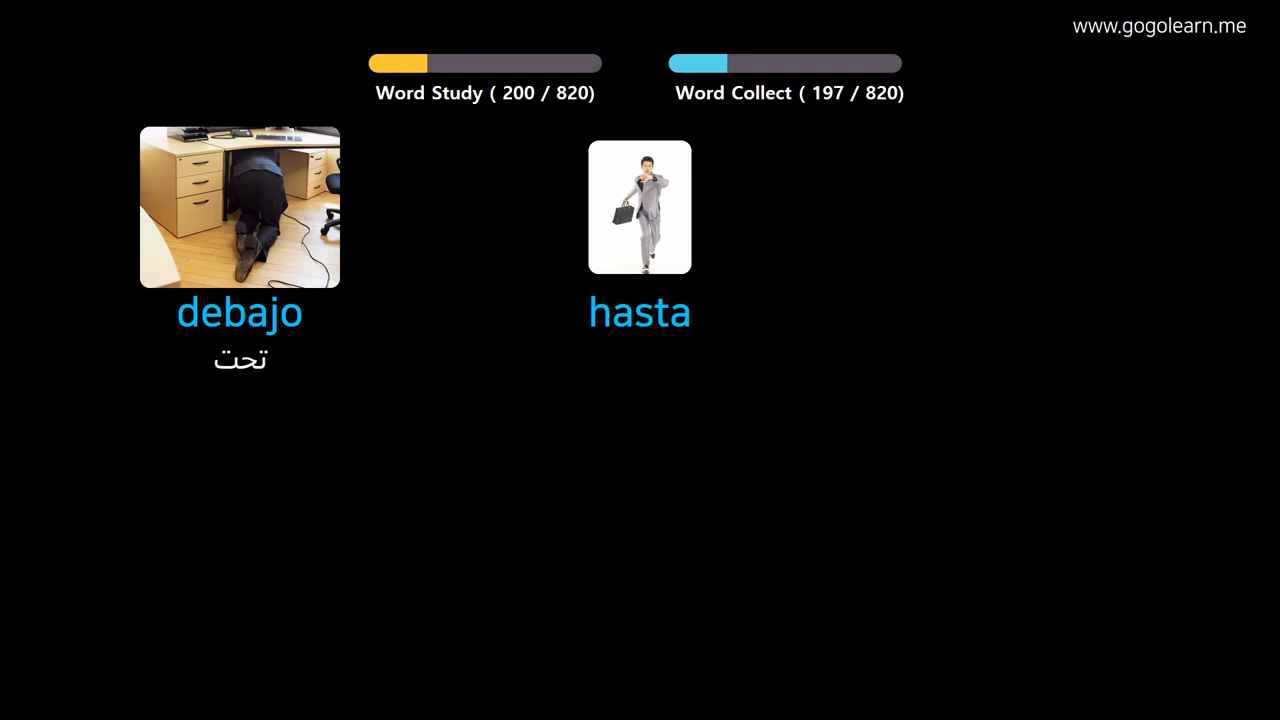 www.gogolearn.me
Word Study ( 200 / 820)
Word Collect ( 197 / 820)
debajo
تحت
hasta